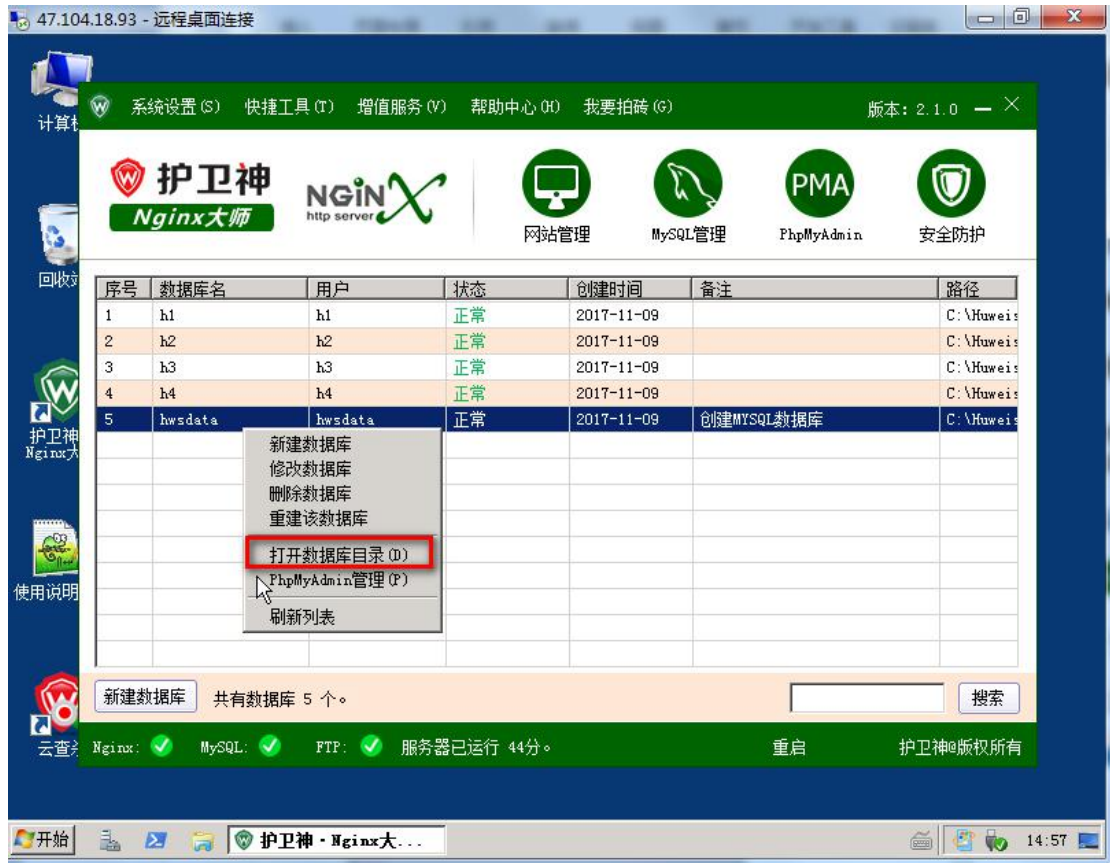 47.104.18.93 - 远程桌面连接
计算机
系统设置(S) 快捷工具(T) 增值服务(V) 帮助中心(H) 我要拍砖(G) 版本: 2.1.0
护卫神
Nginx大师
NGINX
http server
PMA
网站管理 MySQL管理 PhpMyAdmin 安全防护
回收站
序号 数据库名 用户 状态 创建时间 备注 路径
1 h1 h1 正常 2017-11-09 C:\Huweis
2 h2 h2 正常 2017-11-09 C:\Huweis
3 h3 h3 正常 2017-11-09 C:\Huweis
4 h4 h4 正常 2017-11-09 C:\Huweis
5 hwsdata hwsdata 正常 2017-11-09 创建MYSQL数据库 C:\Huweis
护卫神
Nginx大
新建数据库
修改数据库
删除数据库
重建该数据库
打开数据库目录(D)
PhpMyAdmin管理(P)
刷新列表
使用说明
新建数据库 共有数据库 5 个。 搜索
云查杀
Nginx: MySQL: FTP: 服务器已运行 44分。 重启 护卫神@版权所有
开始 护卫神·Nginx大... 14:57